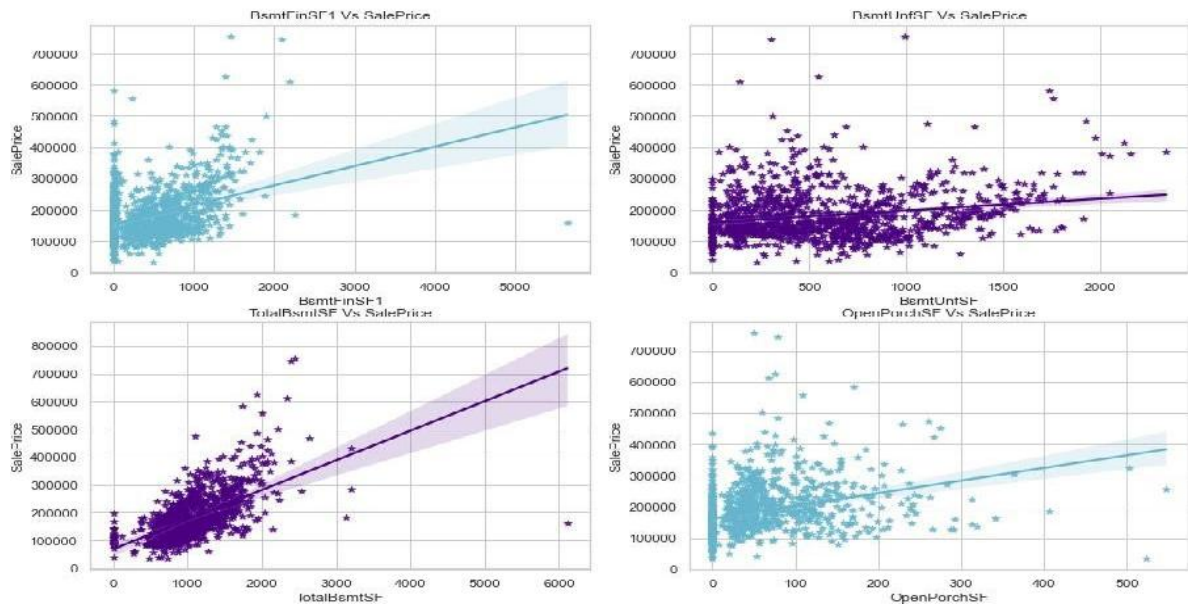 BsmtFinSF1 Vs SalePrice
SalePrice
700000
600000
500000
400000
300000
200000
100000
0
0 1000 2000 3000 4000 5000
BsmtFinSF1
BsmtUnfSF Vs SalePrice
SalePrice
700000
600000
500000
400000
300000
200000
100000
0
0 500 1000 1500 2000
BsmtUnfSF
TotalBsmtSF Vs SalePrice
SalePrice
800000
700000
600000
500000
400000
300000
200000
100000
0
0 1000 2000 3000 4000 5000 6000
TotalBsmtSF
OpenPorchSF Vs SalePrice
SalePrice
700000
600000
500000
400000
300000
200000
100000
0
0 100 200 300 400 500
OpenPorchSF